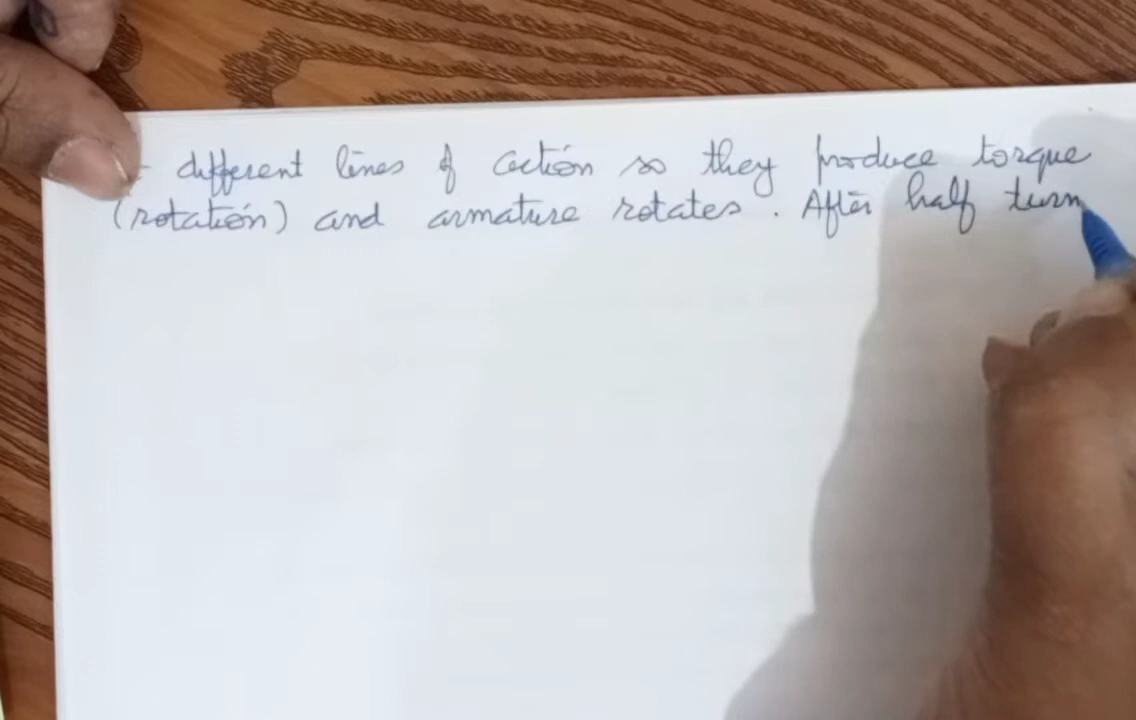 different lines of action so they produce torque
(rotation) and armature rotates. After half turn